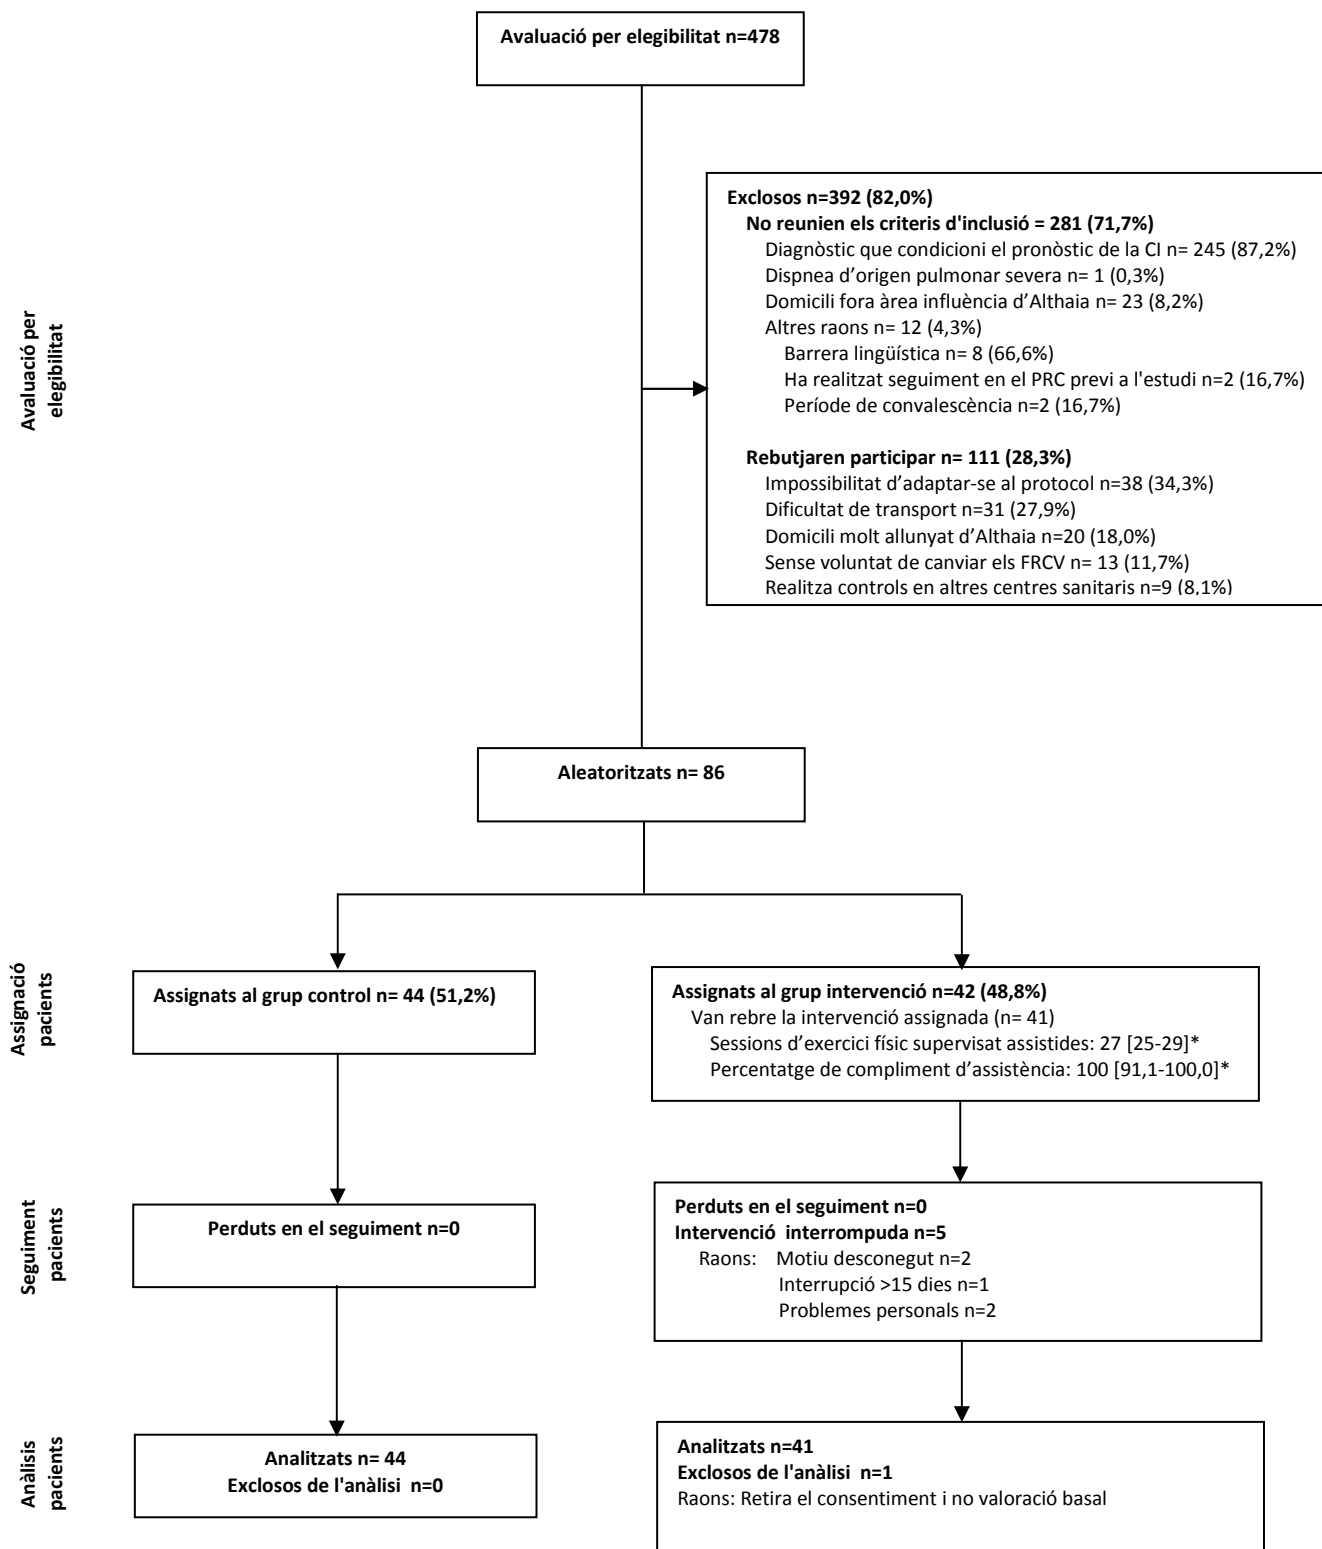 Avaluació per elegibilitat n=478
Avaluació per
elegibilitat
Exclosos n=392 (82,0%)
No reunien els criteris d'inclusió = 281 (71,7%)
Diagnòstic que condicioni el pronòstic de la CI n= 245 (87,2%)
Dispnea d’origen pulmonar severa n= 1 (0,3%)
Domicili fora àrea influència d’Althaia n= 23 (8,2%)
Altres raons n= 12 (4,3%)
Barrera lingüística n= 8 (66,6%)
Ha realitzat seguiment en el PRC previ a l'estudi n=2 (16,7%)
Període de convalescència n=2 (16,7%)
Rebutjaren participar n= 111 (28,3%)
Impossibilitat d’adaptar-se al protocol n=38 (34,3%)
Dificultat de transport n=31 (27,9%)
Domicili molt allunyat d’Althaia n=20 (18,0%)
Sense voluntat de canviar els FRCV n= 13 (11,7%)
Realitza controls en altres centres sanitaris n=9 (8,1%)
Aleatoritzats n= 86
Assignació
pacients
Assignats al grup control n= 44 (51,2%)
Assignats al grup intervenció n=42 (48,8%)
Van rebre la intervenció assignada (n= 41)
Sessions d’exercici físic supervisat assistides: 27 [25-29]*
Percentatge de compliment d’assistència: 100 [91,1-100,0]*
Seguiment
pacients
Perduts en el seguiment n=0
Perduts en el seguiment n=0
Intervenció interrompuda n=5
Raons: Motiu desconegut n=2
Interrupció >15 dies n=1
Problemes personals n=2
Anàlisis
pacients
Analitzats n= 44
Exclosos de l'anàlisi n=0
Analitzats n=41
Exclosos de l'anàlisi n=1
Raons: Retira el consentiment i no valoració basal